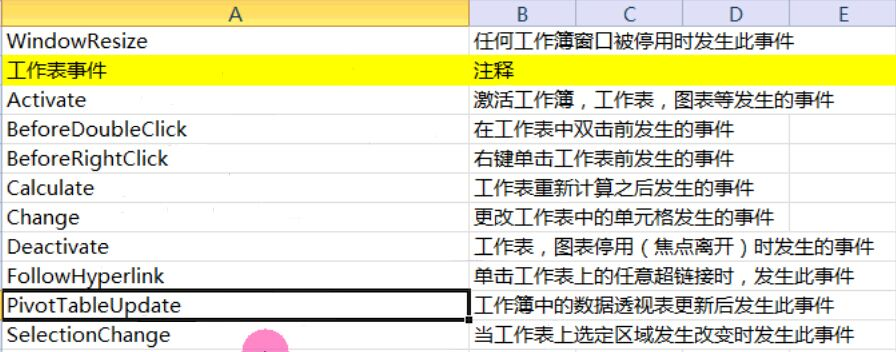 A B C D E
WindowResize 任何工作簿窗口被停用时发生此事件
工作表事件 注释
Activate 激活工作簿，工作表，图表等发生的事件
BeforeDoubleClick 在工作表中双击前发生的事件
BeforeRightClick 右键单击工作表前发生的事件
Calculate 工作表重新计算之后发生的事件
Change 更改工作表中的单元格发生的事件
Deactivate 工作表，图表停用（焦点离开）时发生的事件
FollowHyperlink 单击工作表上的任意超链接时，发生此事件
PivotTableUpdate 工作簿中的数据透视表更新后发生此事件
SelectionChange 当工作表上选定区域发生改变时发生此事件